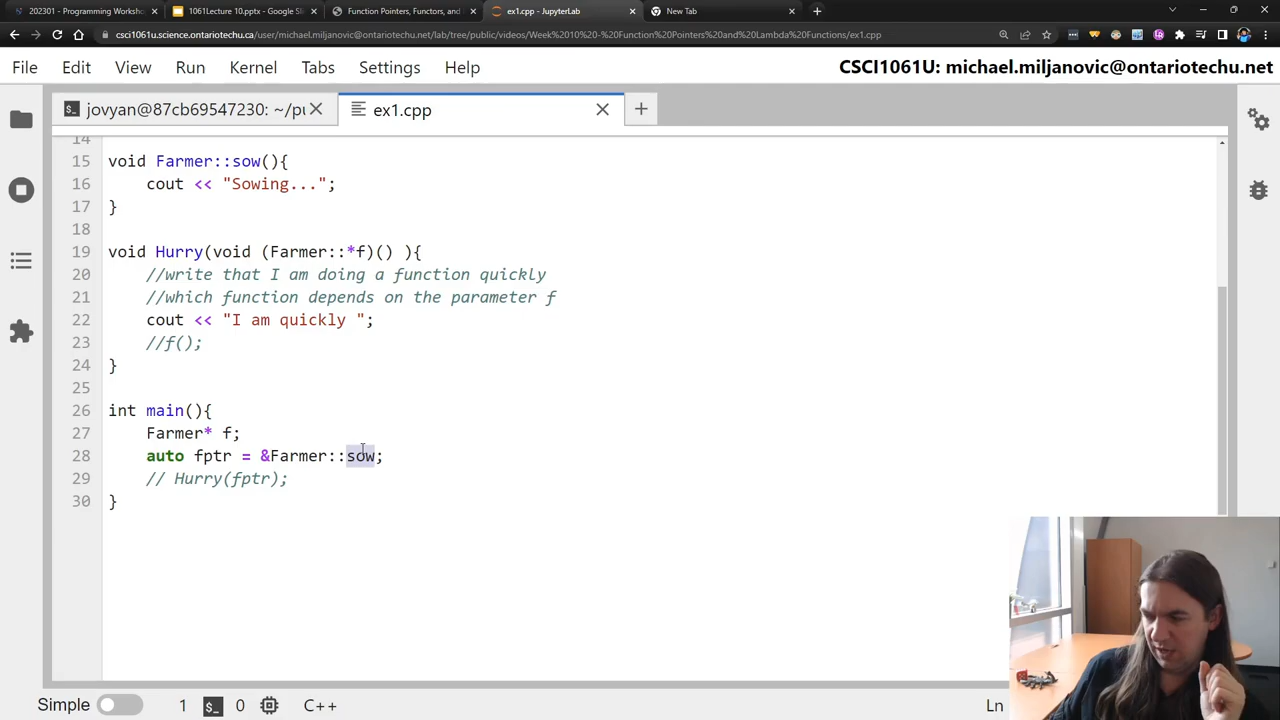 202301 - Programming Worksho
1061Lecture 10.pptx - Google Sli
Function Pointers, Functors, and
ex1.cpp - JupyterLab
New Tab
csci1061u.science.ontariotechu.ca/user/michael.miljanovic@ontariotechu.net/lab/tree/public/videos/Week%2010%20-%20Function%20Pointers%20and%20Lambda%20Functions/ex1.cpp
File Edit View Run Kernel Tabs Settings Help CSCI1061U: michael.miljanovic@ontariotechu.net
jovyan@87cb69547230: ~/pu ex1.cpp
14
15 void Farmer::sow(){
16 cout << "Sowing...";
17 }
18
19 void Hurry(void (Farmer::*f)() ){
20 //write that I am doing a function quickly
21 //which function depends on the parameter f
22 cout << "I am quickly ";
23 //f();
24 }
25
26 int main(){
27 Farmer* f;
28 auto fptr = &Farmer::sow;
29 // Hurry(fptr);
30 }
Simple 1 0 C++ Ln